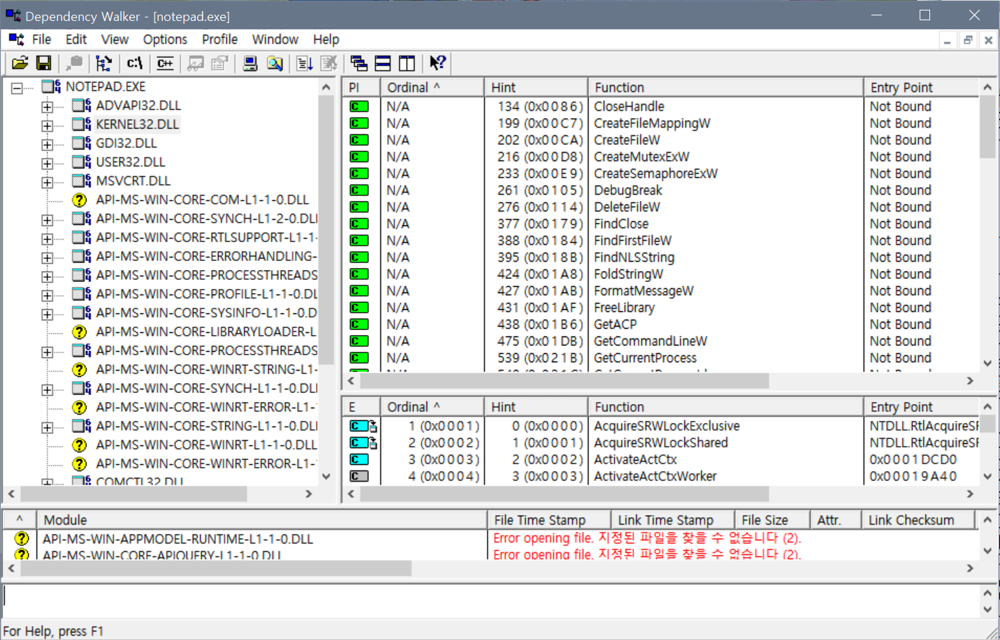 Dependency Walker - [notepad.exe]
File Edit View Options Profile Window Help
c:\ C++
NOTEPAD.EXE
ADVAPI32.DLL
KERNEL32.DLL
GDI32.DLL
USER32.DLL
MSVCRT.DLL
API-MS-WIN-CORE-COM-L1-1-0.DLL
API-MS-WIN-CORE-SYNCH-L1-2-0.DLL
API-MS-WIN-CORE-RTLSUPPORT-L1-1-
API-MS-WIN-CORE-ERRORHANDLING-
API-MS-WIN-CORE-PROCESSTHREADS
API-MS-WIN-CORE-PROFILE-L1-1-0.DL
API-MS-WIN-CORE-SYSINFO-L1-1-0.D
API-MS-WIN-CORE-LIBRARYLOADER-L
API-MS-WIN-CORE-PROCESSTHREADS
API-MS-WIN-CORE-WINRT-STRING-L1-
API-MS-WIN-CORE-SYNCH-L1-1-0.DLL
API-MS-WIN-CORE-WINRT-ERROR-L1-
API-MS-WIN-CORE-STRING-L1-1-0.DLL
API-MS-WIN-CORE-WINRT-L1-1-0.DLL
API-MS-WIN-CORE-WINRT-ERROR-L1-
COMCTL32.DLL
PI Ordinal ^ Hint Function Entry Point
C N/A 134 (0x0086) CloseHandle Not Bound
C N/A 199 (0x00C7) CreateFileMappingW Not Bound
C N/A 202 (0x00CA) CreateFileW Not Bound
C N/A 216 (0x00D8) CreateMutexExW Not Bound
C N/A 233 (0x00E9) CreateSemaphoreExW Not Bound
C N/A 261 (0x0105) DebugBreak Not Bound
C N/A 276 (0x0114) DeleteFileW Not Bound
C N/A 377 (0x0179) FindClose Not Bound
C N/A 388 (0x0184) FindFirstFileW Not Bound
C N/A 395 (0x018B) FindNLSString Not Bound
C N/A 424 (0x01A8) FoldStringW Not Bound
C N/A 427 (0x01AB) FormatMessageW Not Bound
C N/A 431 (0x01AF) FreeLibrary Not Bound
C N/A 438 (0x01B6) GetACP Not Bound
C N/A 475 (0x01DB) GetCommandLineW Not Bound
C N/A 539 (0x021B) GetCurrentProcess Not Bound
E Ordinal ^ Hint Function Entry Point
C 1 (0x0001) 0 (0x0000) AcquireSRWLockExclusive NTDLL.RtlAcquireSR
C 2 (0x0002) 1 (0x0001) AcquireSRWLockShared NTDLL.RtlAcquireSR
C 3 (0x0003) 2 (0x0002) ActivateActCtx 0x0001DCD0
C 4 (0x0004) 3 (0x0003) ActivateActCtxWorker 0x00019A40
^ Module File Time Stamp Link Time Stamp File Size Attr. Link Checksum
API-MS-WIN-APPMODEL-RUNTIME-L1-1-0.DLL Error opening file. 지정된 파일을 찾을 수 없습니다 (2).
API-MS-WIN-CORE-APIQUERY-L1-1-0.DLL Error opening file. 지정된 파일을 찾을 수 없습니다 (2).
For Help, press F1